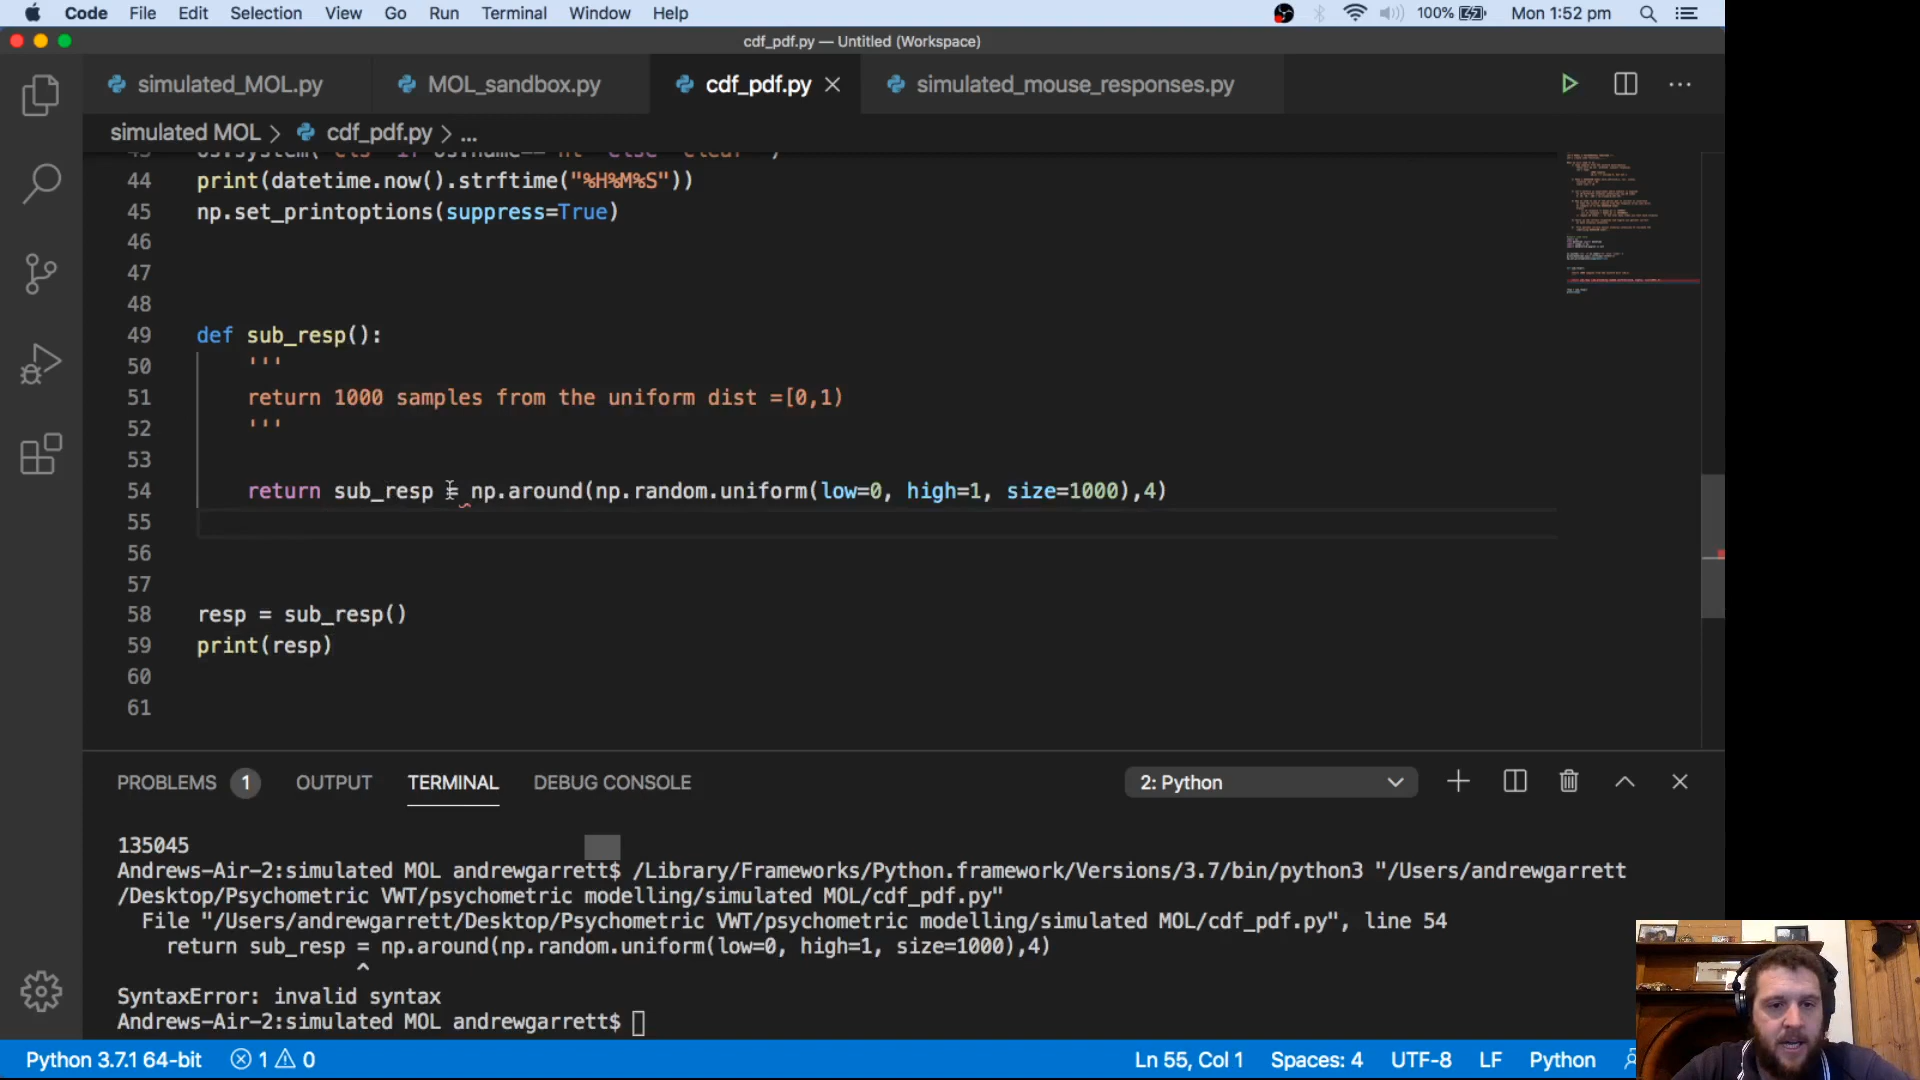 Code File Edit Selection View Go Run Terminal Window Help 100% Mon 1:52 pm
cdf_pdf.py — Untitled (Workspace)
simulated_MOL.py MOL_sandbox.py cdf_pdf.py simulated_mouse_responses.py
simulated MOL > cdf_pdf.py > ...
44 print(datetime.now().strftime("%H%M%S"))
45 np.set_printoptions(suppress=True)
46
47
48
49 def sub_resp():
50 '''
51 return 1000 samples from the uniform dist =[0,1)
52 '''
53
54 return sub_resp = np.around(np.random.uniform(low=0, high=1, size=1000),4)
55
56
57
58 resp = sub_resp()
59 print(resp)
60
61
PROBLEMS 1 OUTPUT TERMINAL DEBUG CONSOLE 2: Python
135045
Andrews-Air-2:simulated MOL andrewgarrett$ /Library/Frameworks/Python.framework/Versions/3.7/bin/python3 "/Users/andrewgarrett
/Desktop/Psychometric VWT/psychometric modelling/simulated MOL/cdf_pdf.py"
File "/Users/andrewgarrett/Desktop/Psychometric VWT/psychometric modelling/simulated MOL/cdf_pdf.py", line 54
return sub_resp = np.around(np.random.uniform(low=0, high=1, size=1000),4)
^
SyntaxError: invalid syntax
Andrews-Air-2:simulated MOL andrewgarrett$
Python 3.7.1 64-bit 1 0 Ln 55, Col 1 Spaces: 4 UTF-8 LF Python